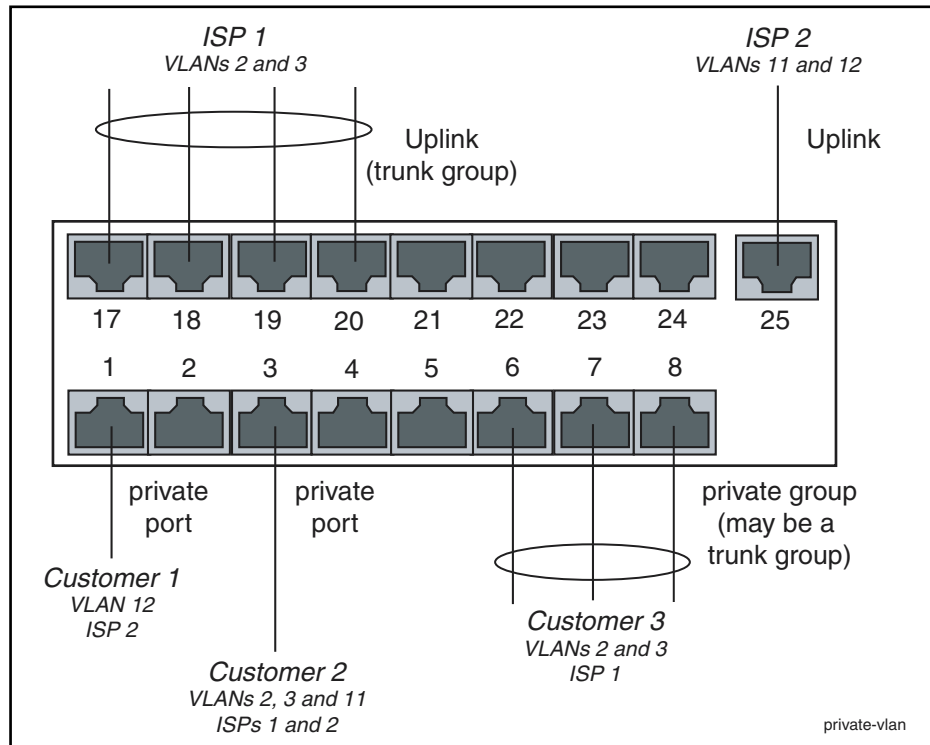 ISP 1
VLANs 2 and 3
ISP 2
VLANs 11 and 12
Uplink
(trunk group)
Uplink
17 18 19 20 21 22 23 24 25
1 2 3 4 5 6 7 8
private
port
private
port
private group
(may be a
trunk group)
Customer 1
VLAN 12
ISP 2
Customer 2
VLANs 2, 3 and 11
ISPs 1 and 2
Customer 3
VLANs 2 and 3
ISP 1
private-vlan